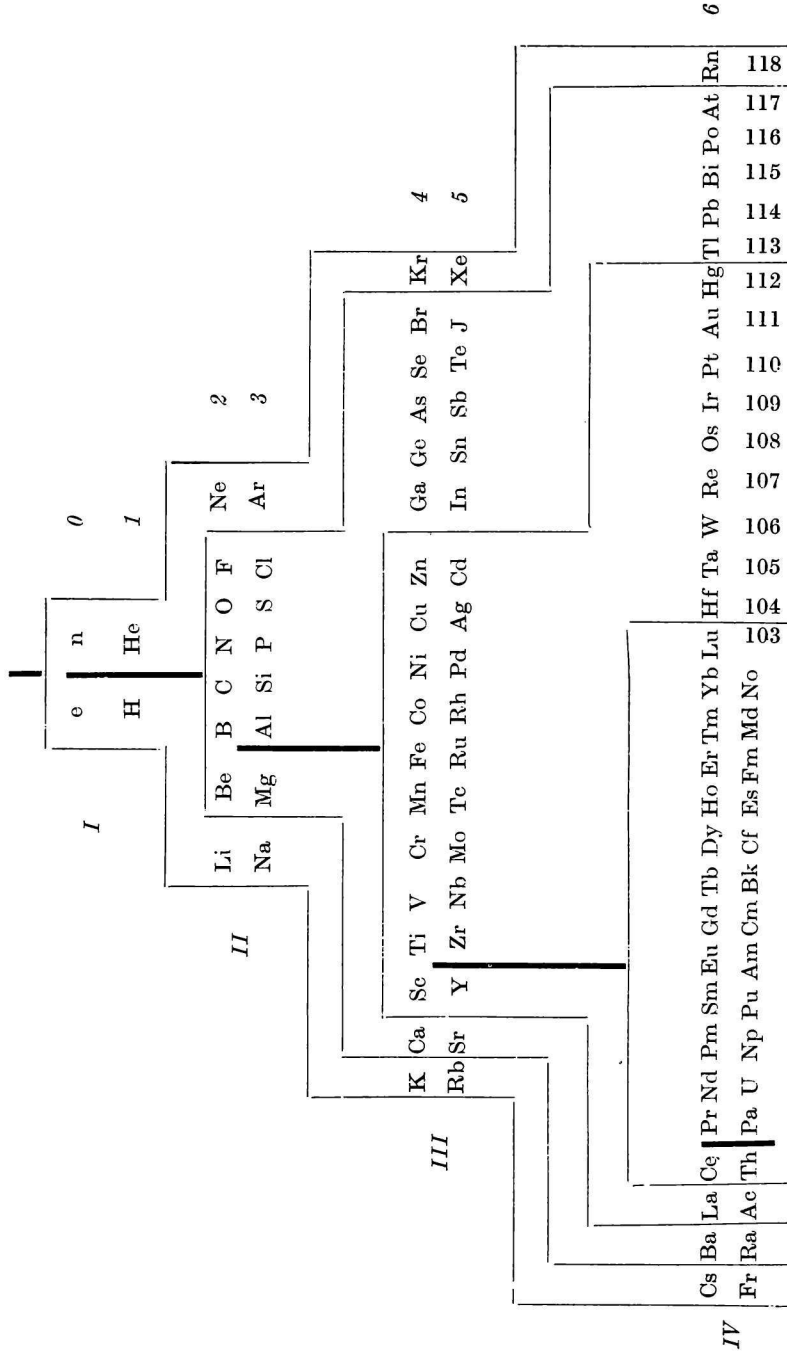 e n 0
I H He 1
II Li Be B C N O F Ne 2
Na Mg Al Si P S Cl Ar 3
III K Ca Sc Ti V Cr Mn Fe Co Ni Cu Zn Ga Ge As Se Br Kr 4
Rb Sr Y Zr Nb Mo Tc Ru Rh Pd Ag Cd In Sn Sb Te J Xe 5
IV Cs Ba La Ce Pr Nd Pm Sm Eu Gd Tb Dy Ho Er Tm Yb Lu Hf Ta W Re Os Ir Pt Au Hg Tl Pb Bi Po At Rn 6
Fr Ra Ac Th Pa U Np Pu Am Cm Bk Cf Es Fm Md No 103 104 105 106 107 108 109 110 111 112 113 114 115 116 117 118